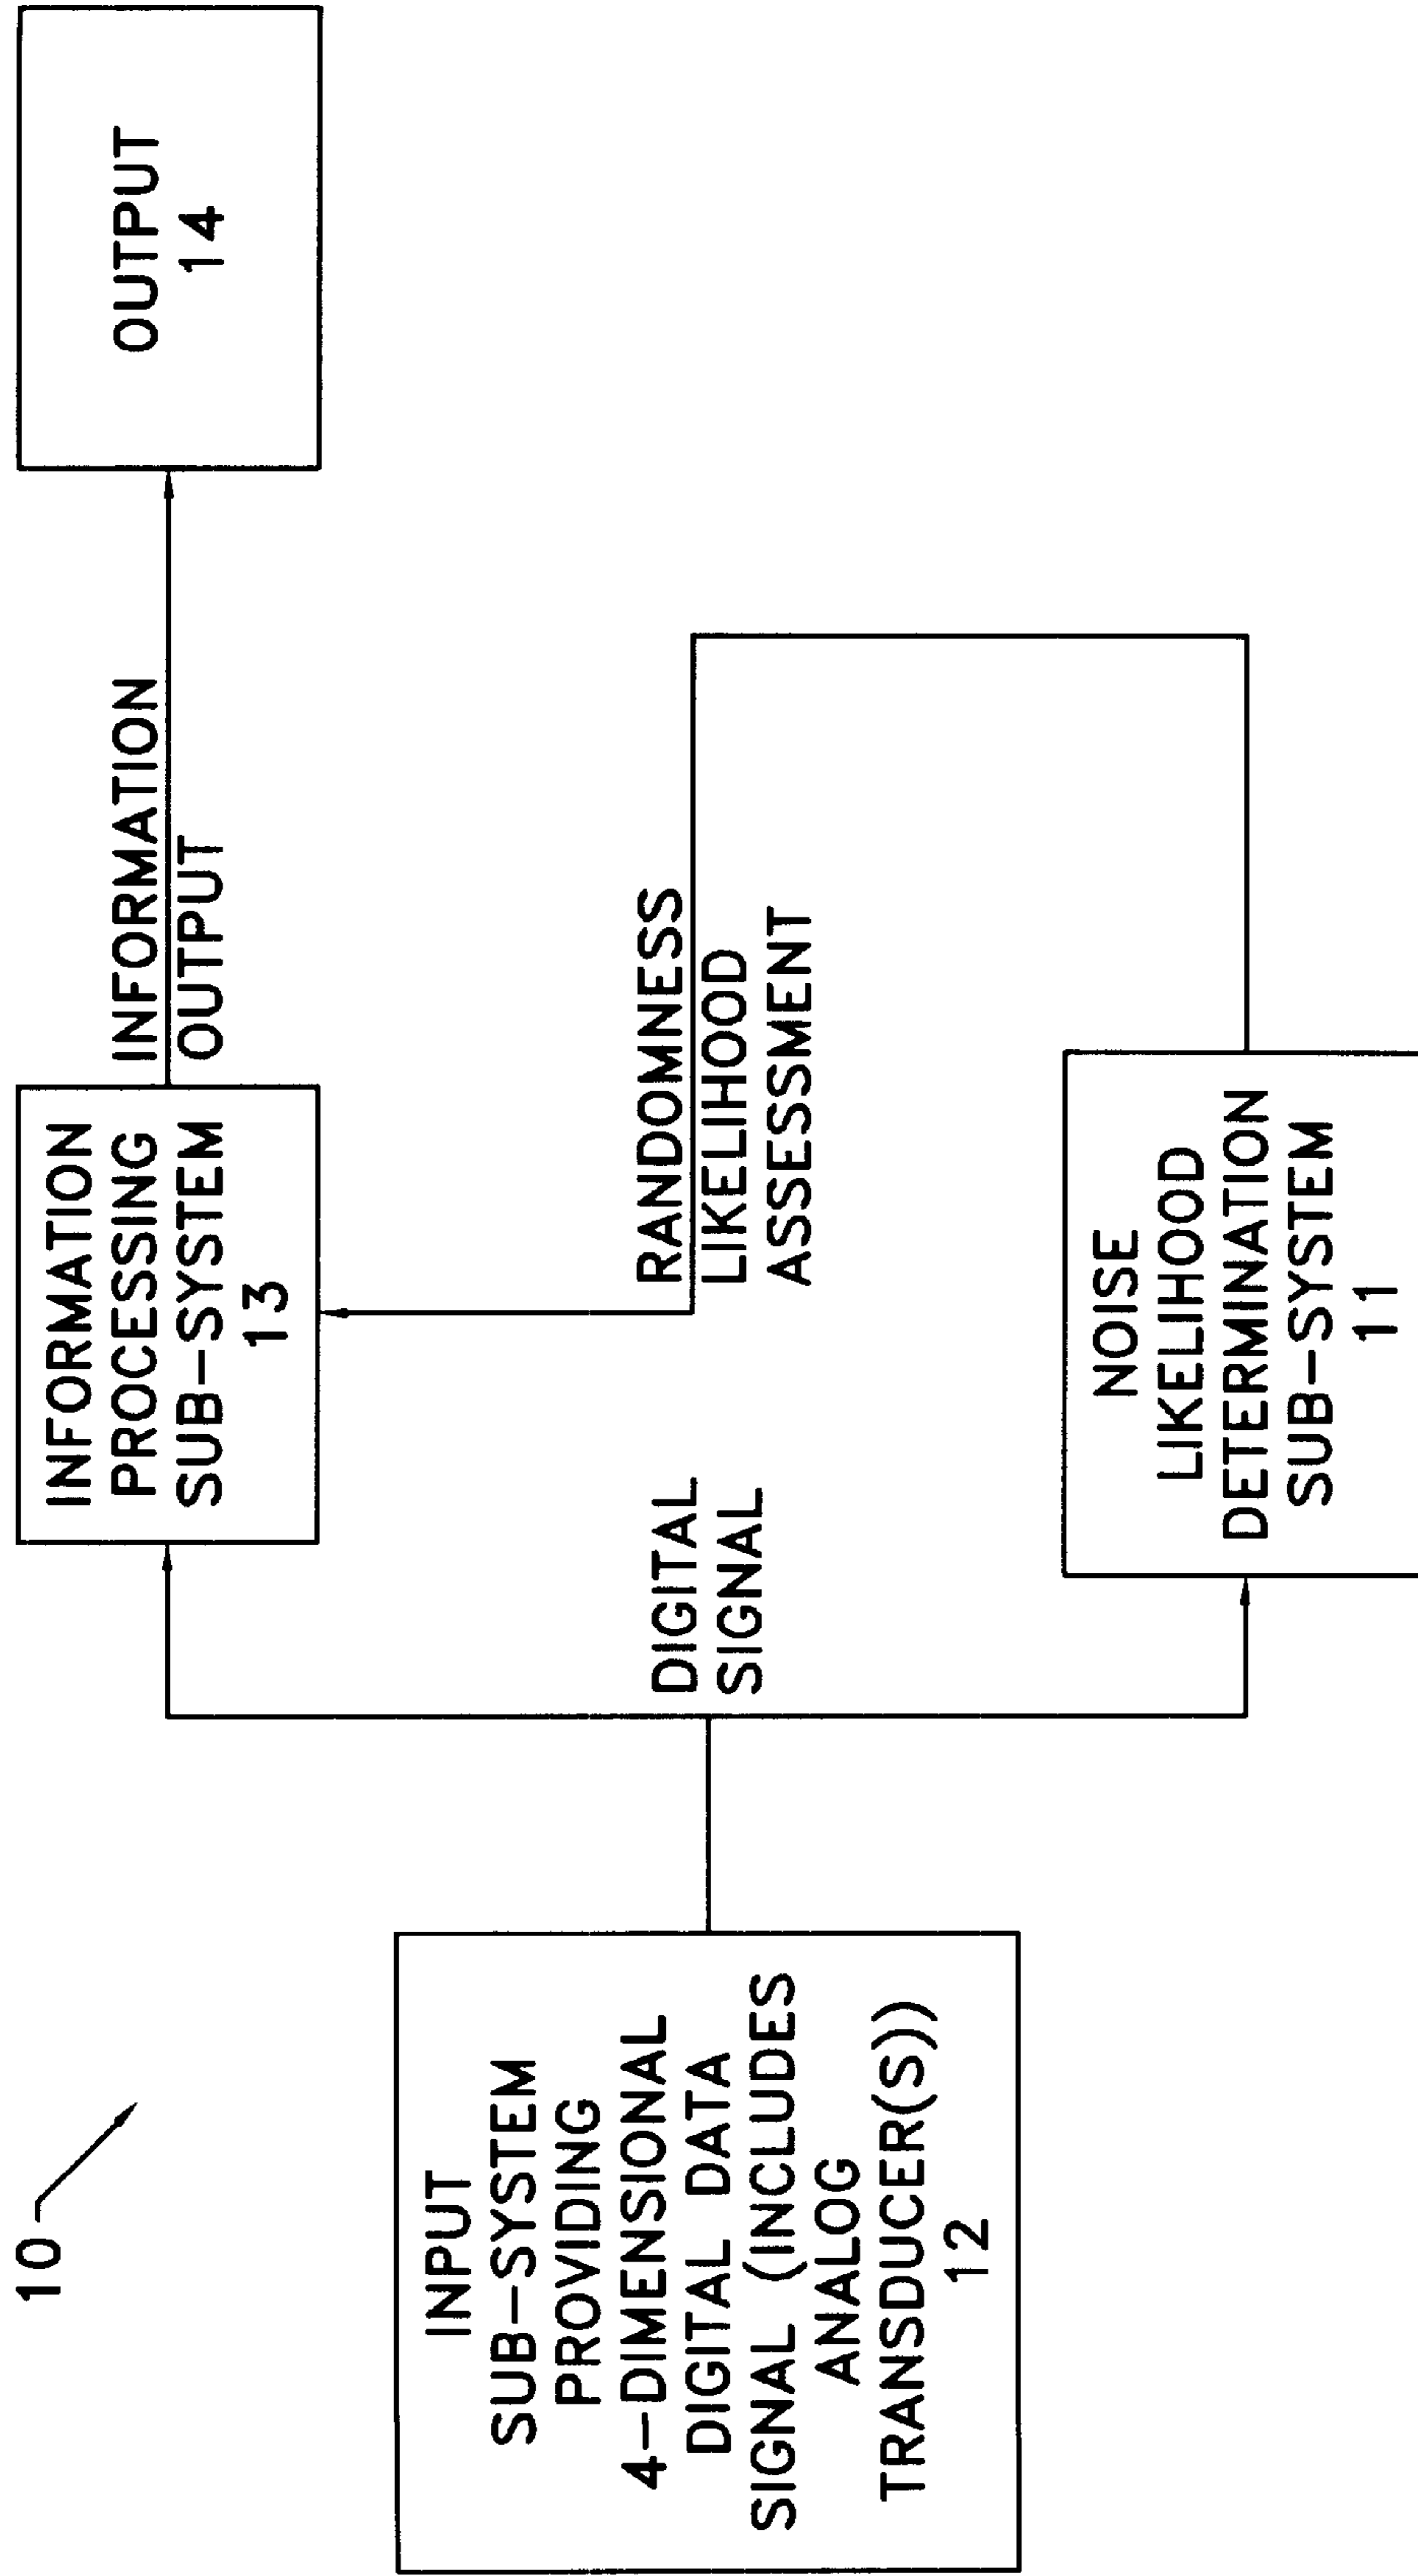 10
INPUT
SUB-SYSTEM
PROVIDING
4-DIMENSIONAL
DIGITAL DATA
SIGNAL (INCLUDES
ANALOG
TRANSDUCER(S))
12
DIGITAL
SIGNAL
INFORMATION
PROCESSING
SUB-SYSTEM
13
NOISE
LIKELIHOOD
DETERMINATION
SUB-SYSTEM
11
RANDOMNESS
LIKELIHOOD
ASSESSMENT
INFORMATION
OUTPUT
OUTPUT
14